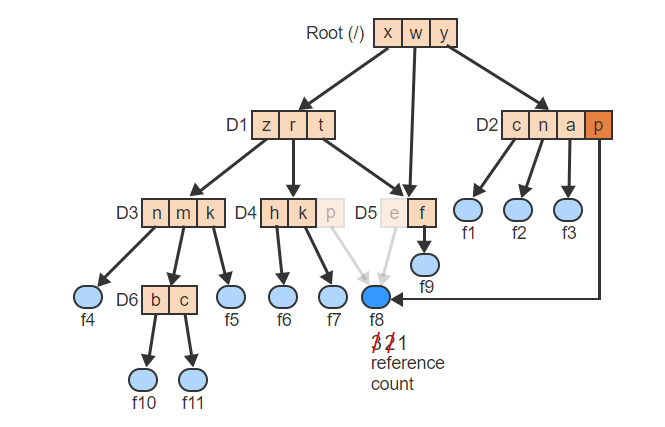 Root (/) x w y
D1 z r t
D2 c n a p
D3 n m k
D4 h k p
D5 e f
f1
f2
f3
f9
f4
D6 b c
f5
f6
f7
f8
3 2 1
reference
count
f10
f11